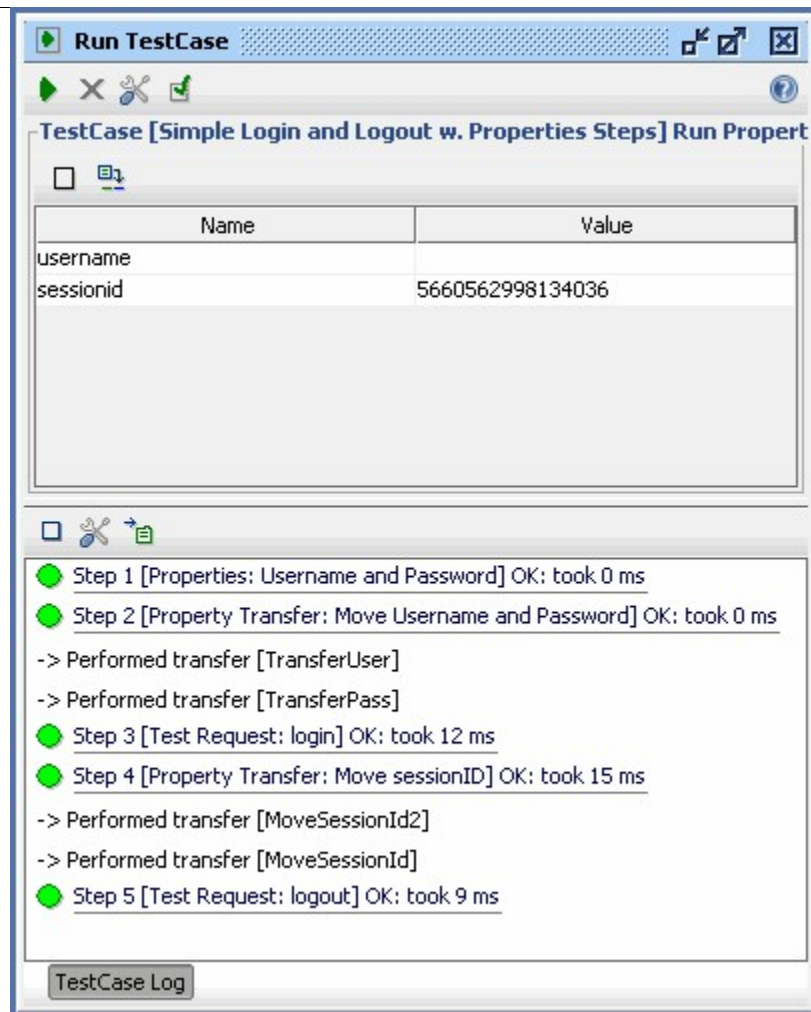 Run TestCase
TestCase [Simple Login and Logout w. Properties Steps] Run Propert
Name Value
username
sessionid 5660562998134036
Step 1 [Properties: Username and Password] OK: took 0 ms
Step 2 [Property Transfer: Move Username and Password] OK: took 0 ms
-> Performed transfer [TransferUser]
-> Performed transfer [TransferPass]
Step 3 [Test Request: login] OK: took 12 ms
Step 4 [Property Transfer: Move sessionID] OK: took 15 ms
-> Performed transfer [MoveSessionId2]
-> Performed transfer [MoveSessionId]
Step 5 [Test Request: logout] OK: took 9 ms
TestCase Log